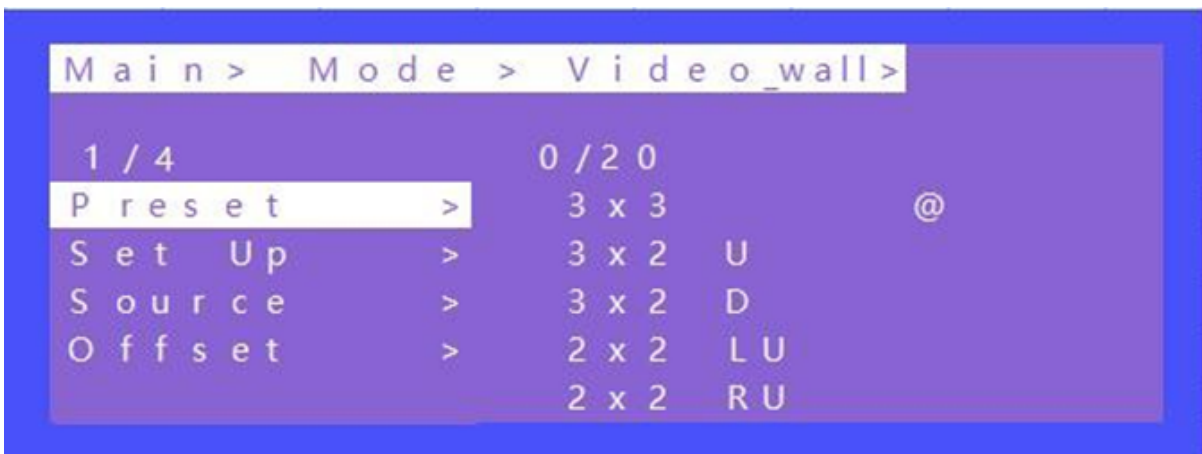 Main> Mode > Video_wall>
1/4 0/20
Preset > 3x3 @
Set Up > 3x2 U
Source > 3x2 D
Offset > 2x2 LU
2x2 RU